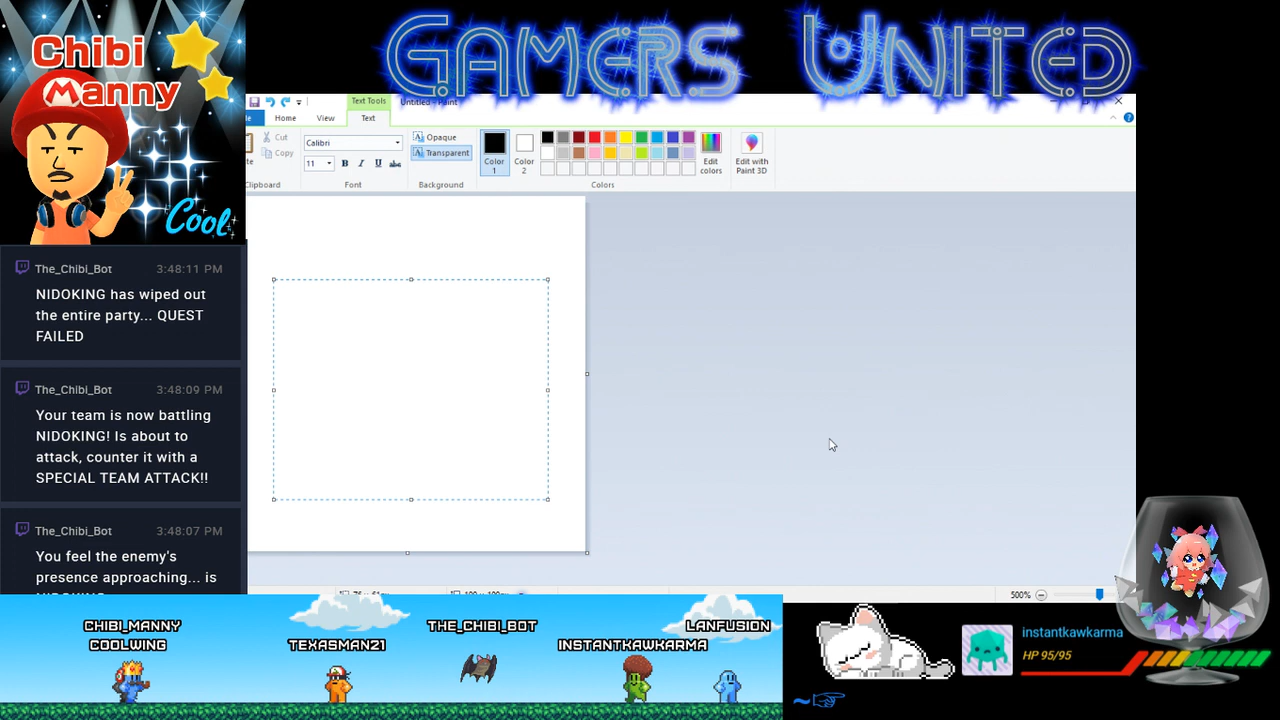 Chibi
Manny
Cool
GAMERS UNITED
Text Tools
Untitled - Paint
Home
View
Text
Cut
Copy
Calibri
11
B I U abc
Opaque
Transparent
Color
1
Color
2
Edit
colors
Edit with
Paint 3D
Clipboard
Font
Background
Colors
The_Chibi_Bot 3:48:11 PM
NIDOKING has wiped out
the entire party... QUEST
FAILED
The_Chibi_Bot 3:48:09 PM
Your team is now battling
NIDOKING! Is about to
attack, counter it with a
SPECIAL TEAM ATTACK!!
The_Chibi_Bot 3:48:07 PM
You feel the enemy's
presence approaching... is
500%
CHIBI_MANNY
COOLWING
TEXASMAN21
THE_CHIBI_BOT
INSTANTKAWKARMA
LANFUSION
instantkawkarma
HP 95/95